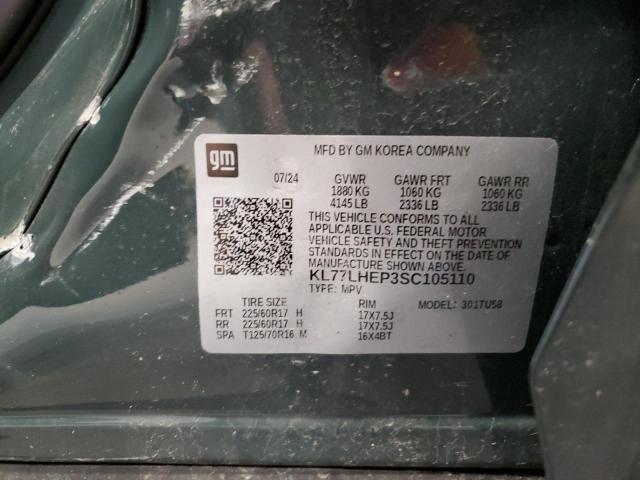 gm
MFD BY GM KOREA COMPANY
07/24 GVWR GAWR FRT GAWR RR
1880 KG 1060 KG 1060 KG
4145 LB 2336 LB 2336 LB
THIS VEHICLE CONFORMS TO ALL
APPLICABLE U.S. FEDERAL MOTOR
VEHICLE SAFETY AND THEFT PREVENTION
STANDARDS IN EFFECT ON THE DATE OF
MANUFACTURE SHOWN ABOVE.
KL77LHEP3SC105110
TYPE: MPV
TIRE SIZE RIM MODEL: 301TU58
FRT 225/60R17 H 17X7.5J
RR 225/60R17 H 17X7.5J
SPA T125/70R16 M 16X4BT